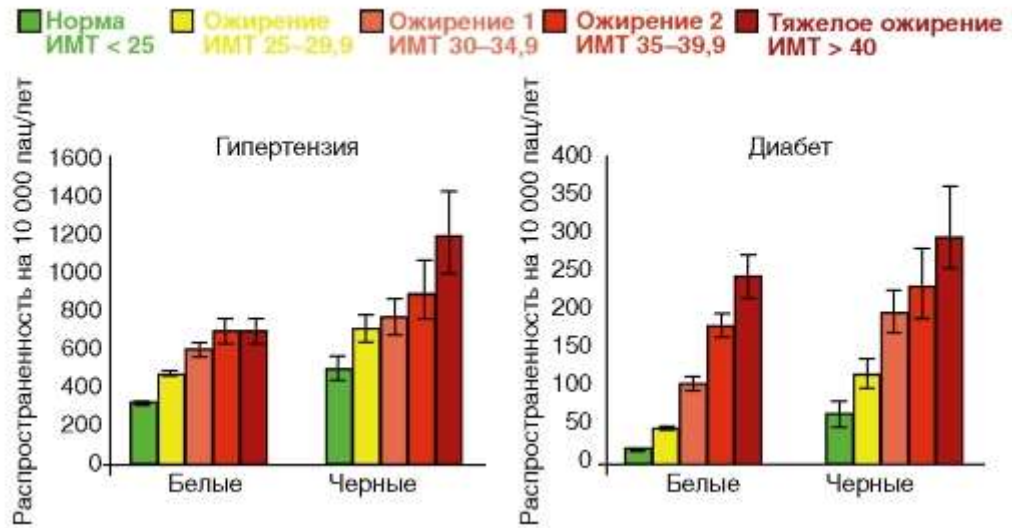 Норма
ИМТ < 25
Ожирение
ИМТ 25–29,9
Ожирение 1
ИМТ 30–34,9
Ожирение 2
ИМТ 35–39,9
Тяжелое ожирение
ИМТ > 40
Распространенность на 10 000 пац/лет
Гипертензия
1600
1400
1200
1000
800
600
400
200
0
Белые
Черные
Распространенность на 10 000 пац/лет
Диабет
400
350
300
250
200
150
100
50
0
Белые
Черные